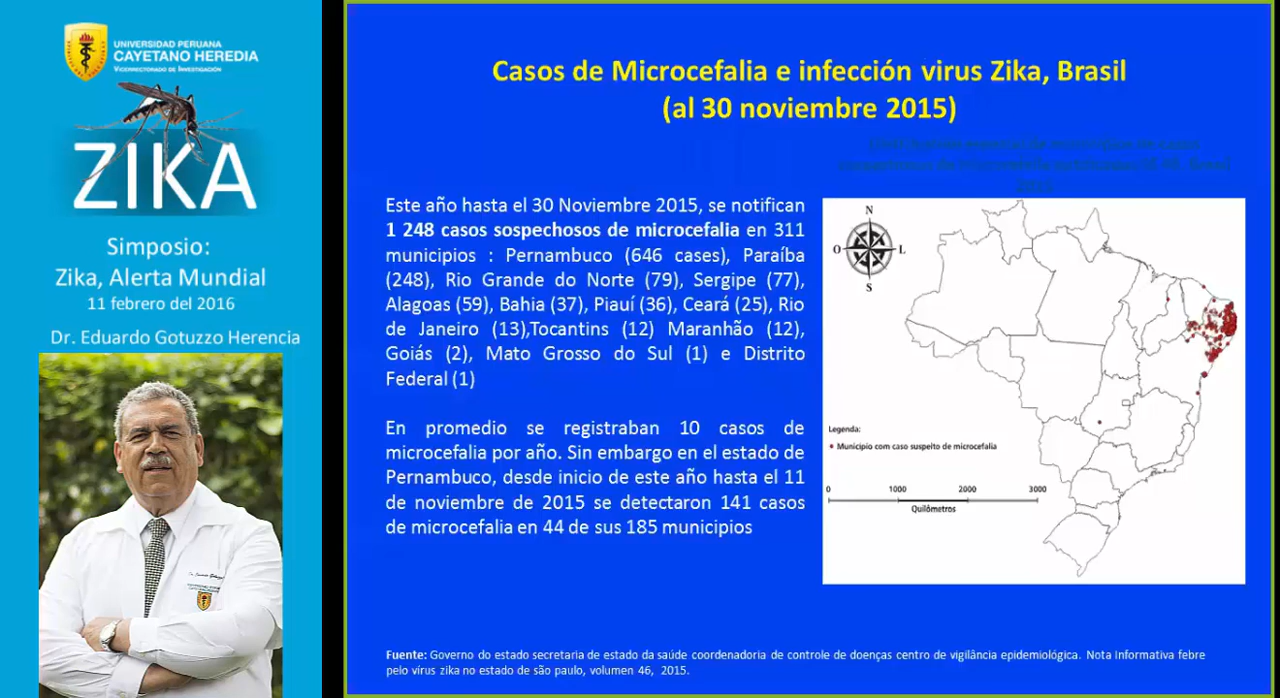 UNIVERSIDAD PERUANA
CAYETANO HEREDIA
VICERRECTORADO DE INVESTIGACIÓN
ZIKA
Simposio:
Zika, Alerta Mundial
11 febrero del 2016
Dr. Eduardo Gotuzzo Herencia
Casos de Microcefalia e infección virus Zika, Brasil
(al 30 noviembre 2015)
Este año hasta el 30 Noviembre 2015, se notifican
1 248 casos sospechosos de microcefalia en 311
municipios : Pernambuco (646 cases), Paraíba
(248), Rio Grande do Norte (79), Sergipe (77),
Alagoas (59), Bahia (37), Piauí (36), Ceará (25), Rio
de Janeiro (13),Tocantins (12) Maranhão (12),
Goiás (2), Mato Grosso do Sul (1) e Distrito
Federal (1)
En promedio se registraban 10 casos de
microcefalia por año. Sin embargo en el estado de
Pernambuco, desde inicio de este año hasta el 11
de noviembre de 2015 se detectaron 141 casos
de microcefalia en 44 de sus 185 municipios
N
O L
S
Legenda:
Município com caso suspeito de microcefalia
0 1000 2000 3000
Quilômetros
Fuente: Governo do estado secretaria de estado da saúde coordenadoria de controle de doenças centro de vigilância epidemiológica. Nota Informativa febre
pelo vírus zika no estado de são paulo, volumen 46, 2015.